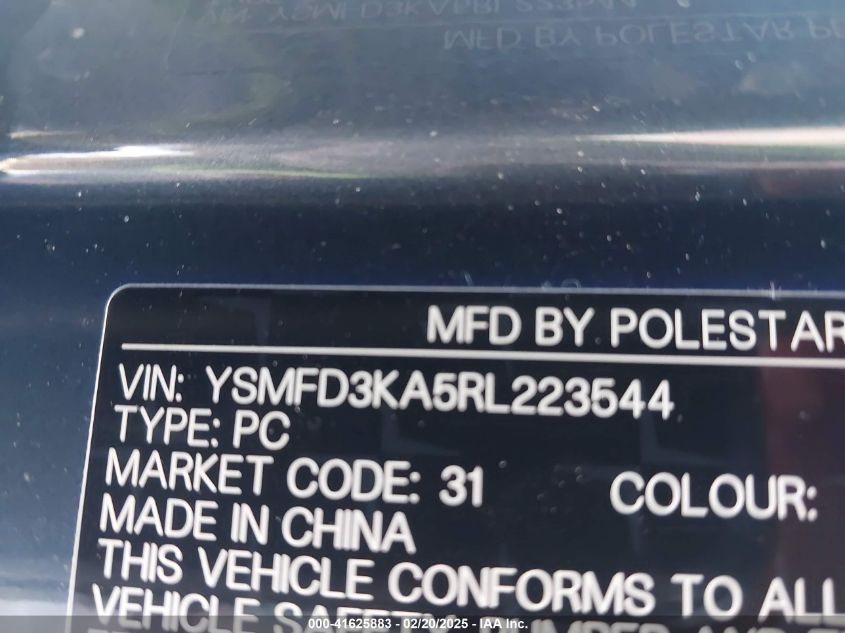 MFD BY POLESTAR
VIN: YSMFD3KA5RL223544
TYPE: PC
MARKET CODE: 31 COLOUR:
MADE IN CHINA
THIS VEHICLE CONFORMS TO ALL
VEHICLE
000-41625883 - 02/20/2025 - IAA Inc.